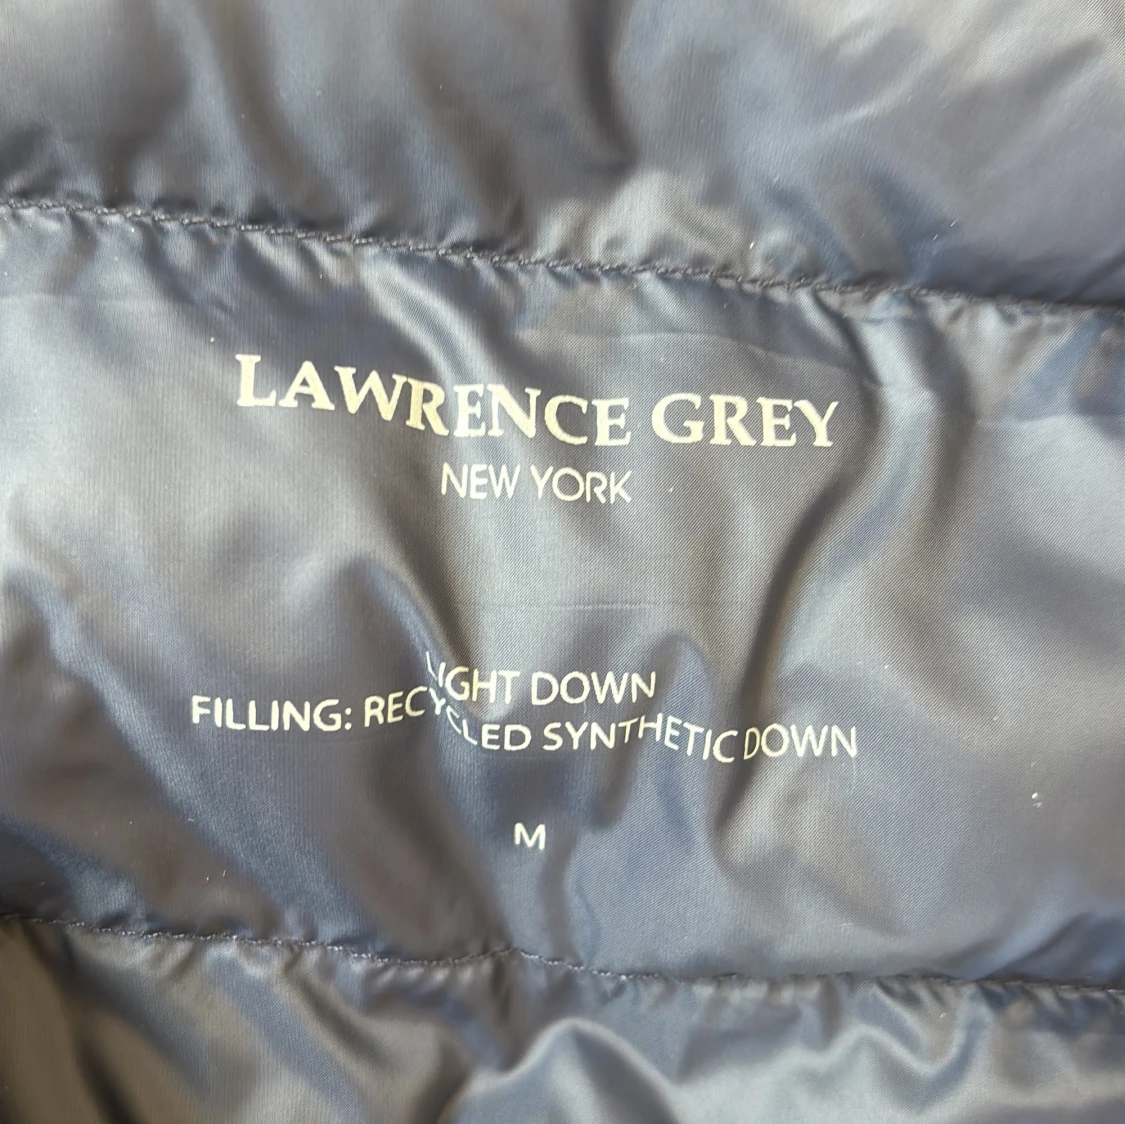 LAWRENCE GREY
NEW YORK
LIGHT DOWN
FILLING: RECYCLED SYNTHETIC DOWN
M